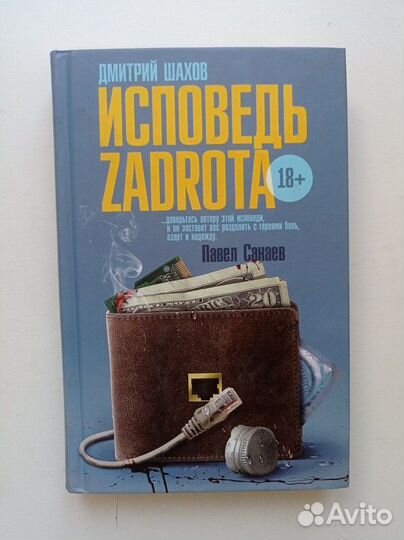 ДМИТРИЙ ШАХОВ
ИСПОВЕДЬ
ZADROTA
18+
...доверьтесь автору этой исповеди,
и он заставит вас разделить с героями боль,
азарт и надежду.
Павел Санаев
20
Avito